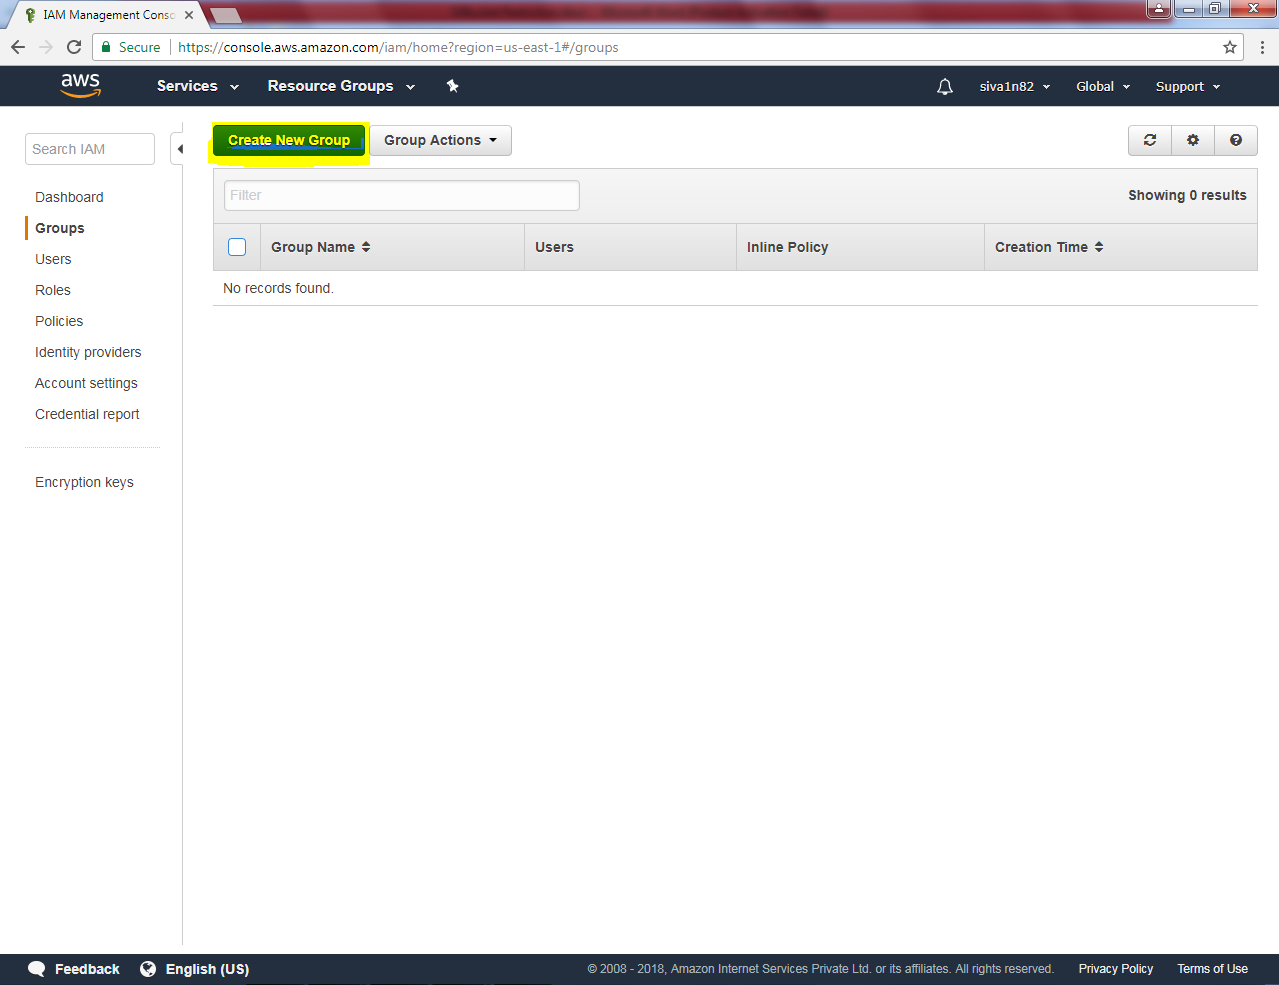 IAM Management Conso
Secure https://console.aws.amazon.com/iam/home?region=us-east-1#/groups
aws Services Resource Groups siva1n82 Global Support
Search IAM
Create New Group Group Actions
Filter Showing 0 results
Dashboard
Groups
Users
Roles
Policies
Identity providers
Account settings
Credential report
Encryption keys
Group Name Users Inline Policy Creation Time
No records found.
Feedback English (US) © 2008 - 2018, Amazon Internet Services Private Ltd. or its affiliates. All rights reserved. Privacy Policy Terms of Use